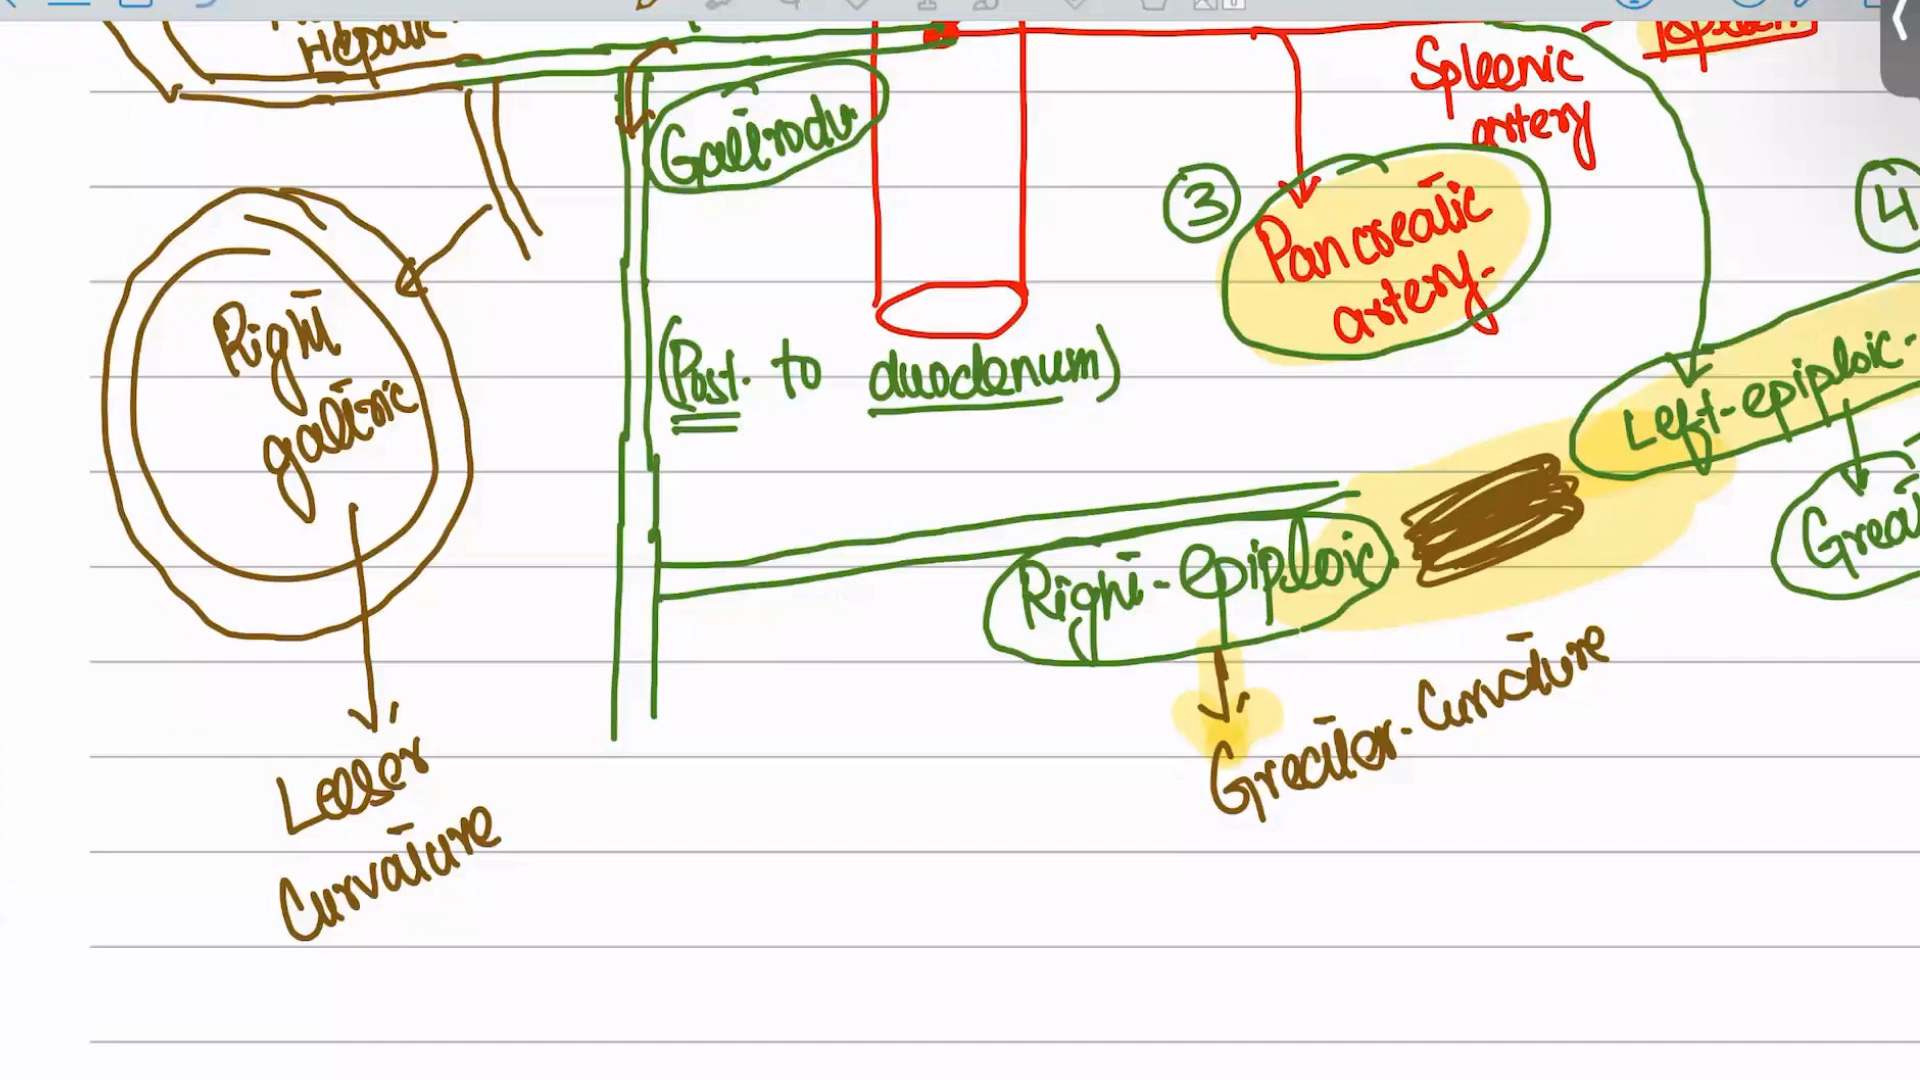 Hepatic
Spleenic
artery
Gastrodu
3
Pancreatic
artery.
4
Right
gastric
(Post. to duodenum)
Left-epiploic-
Right-epiploic
Lesser
Curvature
Greater-Curvature